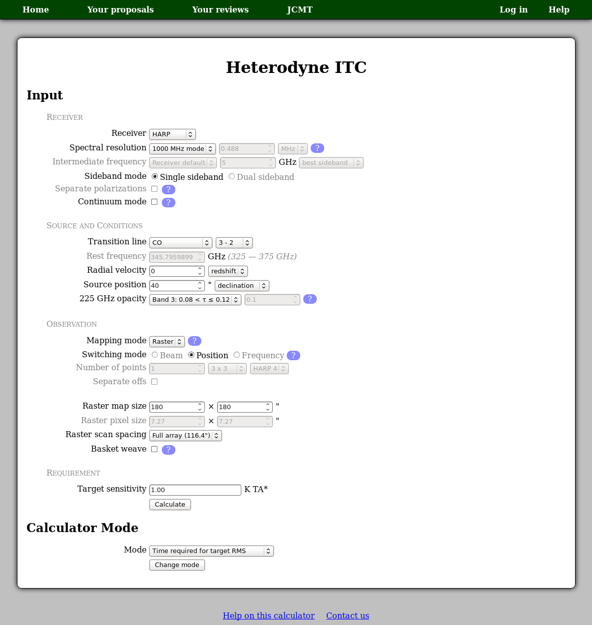 Home Your proposals Your reviews JCMT Log in Help
Heterodyne ITC
Input
RECEIVER
Receiver HARP
Spectral resolution 1000 MHz mode 0.488 MHz ?
Intermediate frequency Receiver default 5 GHz best sideband
Sideband mode Single sideband Dual sideband
Separate polarizations ?
Continuum mode ?
SOURCE AND CONDITIONS
Transition line CO 3 - 2
Rest frequency 345.7959899 GHz (325 — 375 GHz)
Radial velocity 0 redshift
Source position 40 ° declination
225 GHz opacity Band 3: 0.08 < τ ≤ 0.12 0.1 ?
OBSERVATION
Mapping mode Raster ?
Switching mode Beam Position Frequency ?
Number of points 1 3 x 3 HARP 4
Separate offs
Raster map size 180 × 180 "
Raster pixel size 7.27 × 7.27 "
Raster scan spacing Full array (116.4")
Basket weave ?
REQUIREMENT
Target sensitivity 1.00 K TA*
Calculate
Calculator Mode
Mode Time required for target RMS
Change mode
Help on this calculator Contact us